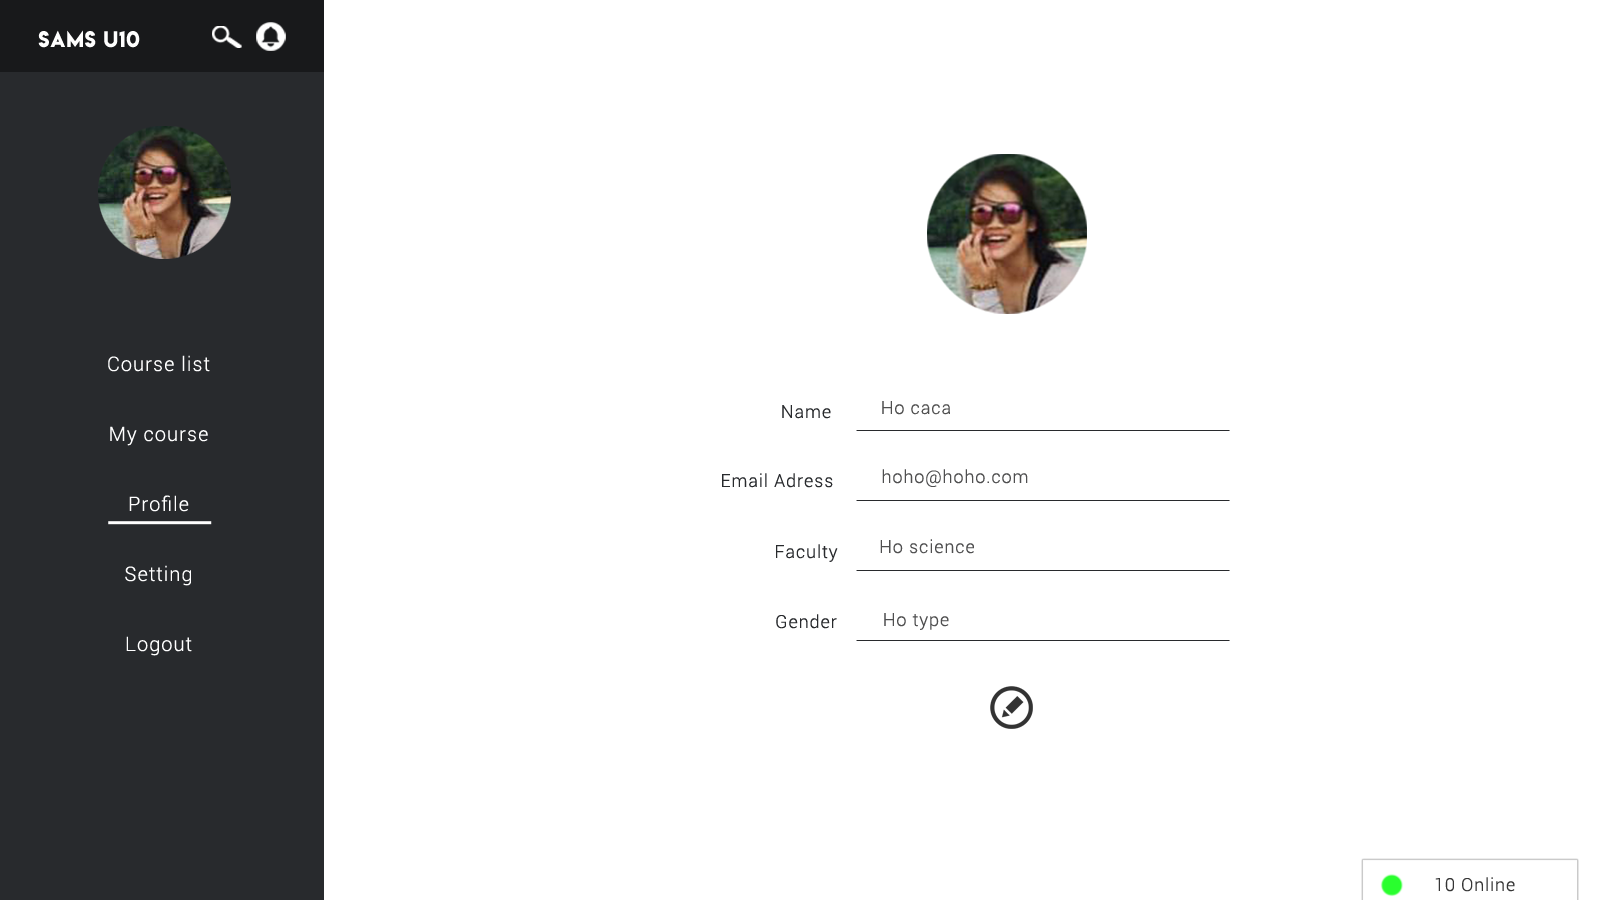 SAMS U10
Course list
My course
Profile
Setting
Logout
Name
Ho caca
Email Adress
hoho@hoho.com
Faculty
Ho science
Gender
Ho type
10 Online